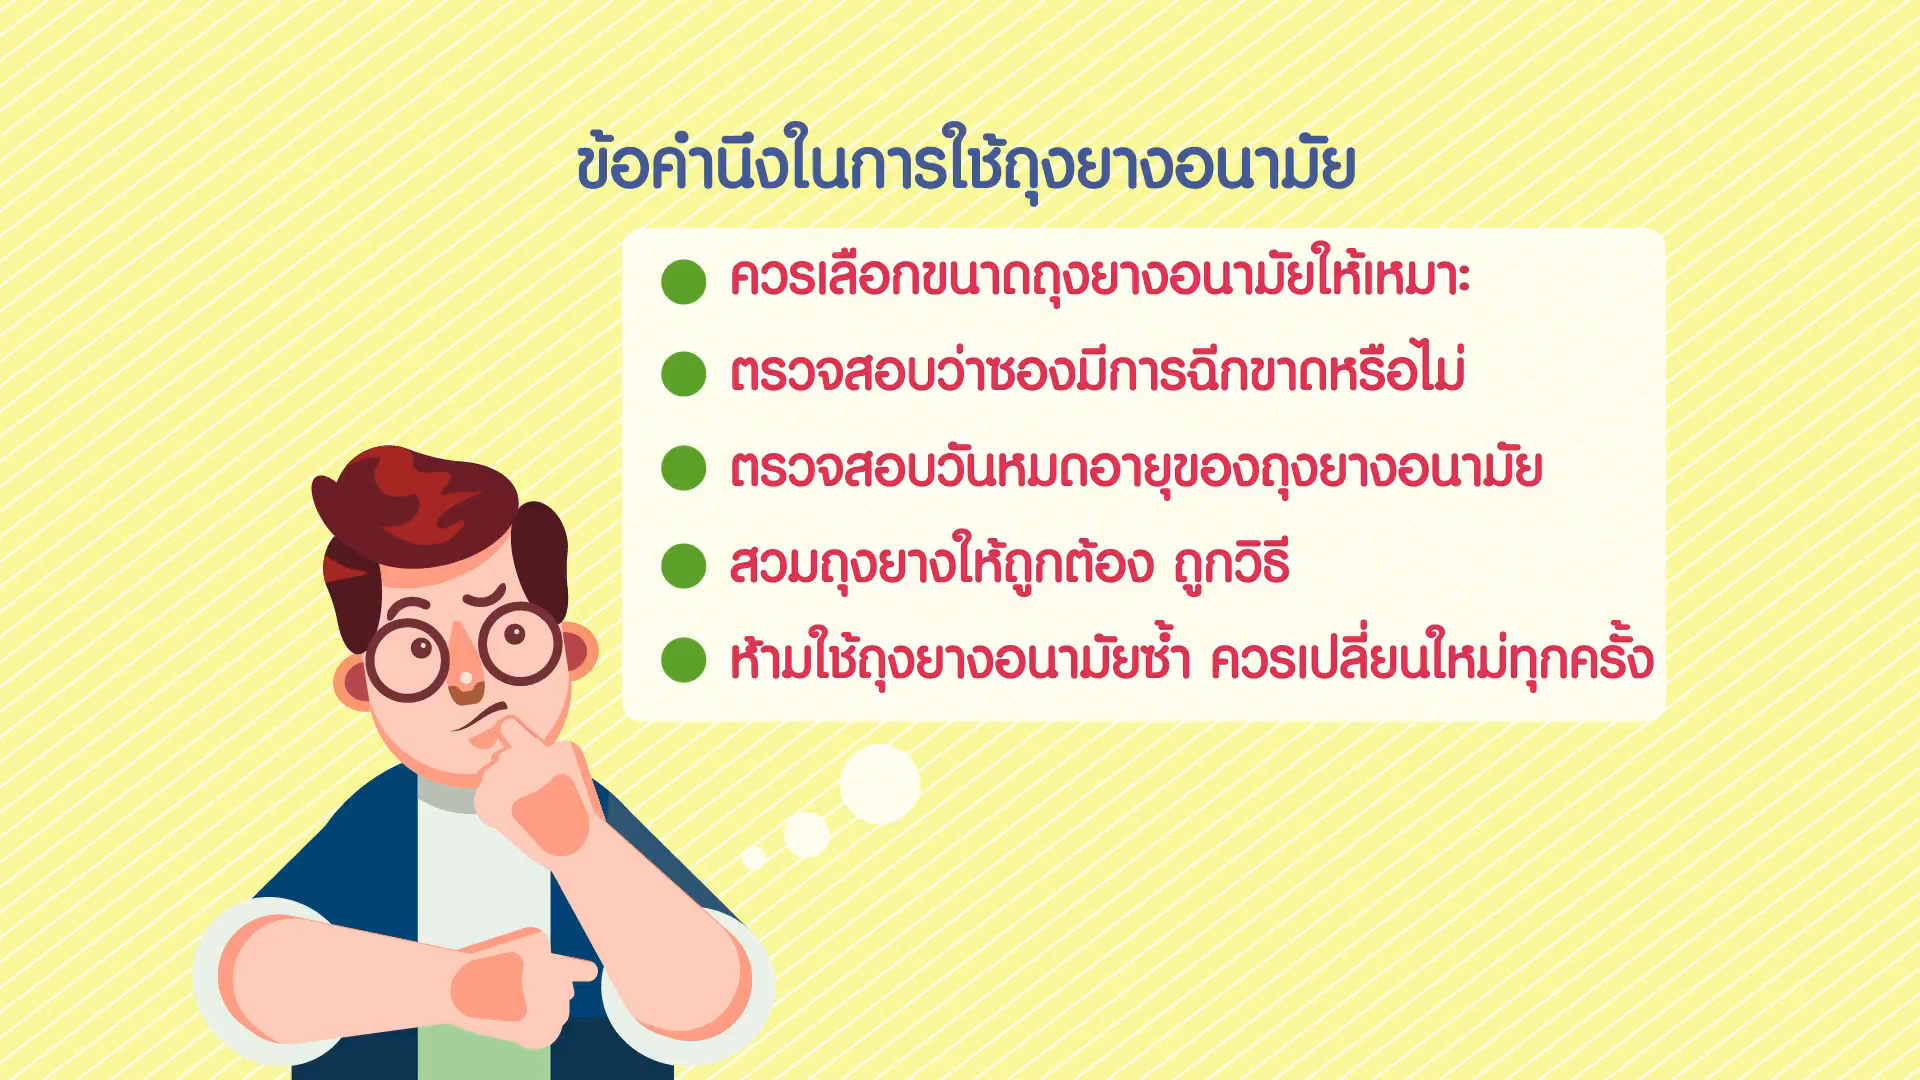 ข้อคำนึงในการใช้ถุงยางอนามัย
ควรเลือกขนาดถุงยางอนามัยให้เหมาะ
ตรวจสอบว่าซองมีการฉีกขาดหรือไม่
ตรวจสอบวันหมดอายุของถุงยางอนามัย
สวมถุงยางให้ถูกต้อง ถูกวิธี
ห้ามใช้ถุงยางอนามัยซ้ำ ควรเปลี่ยนใหม่ทุกครั้ง